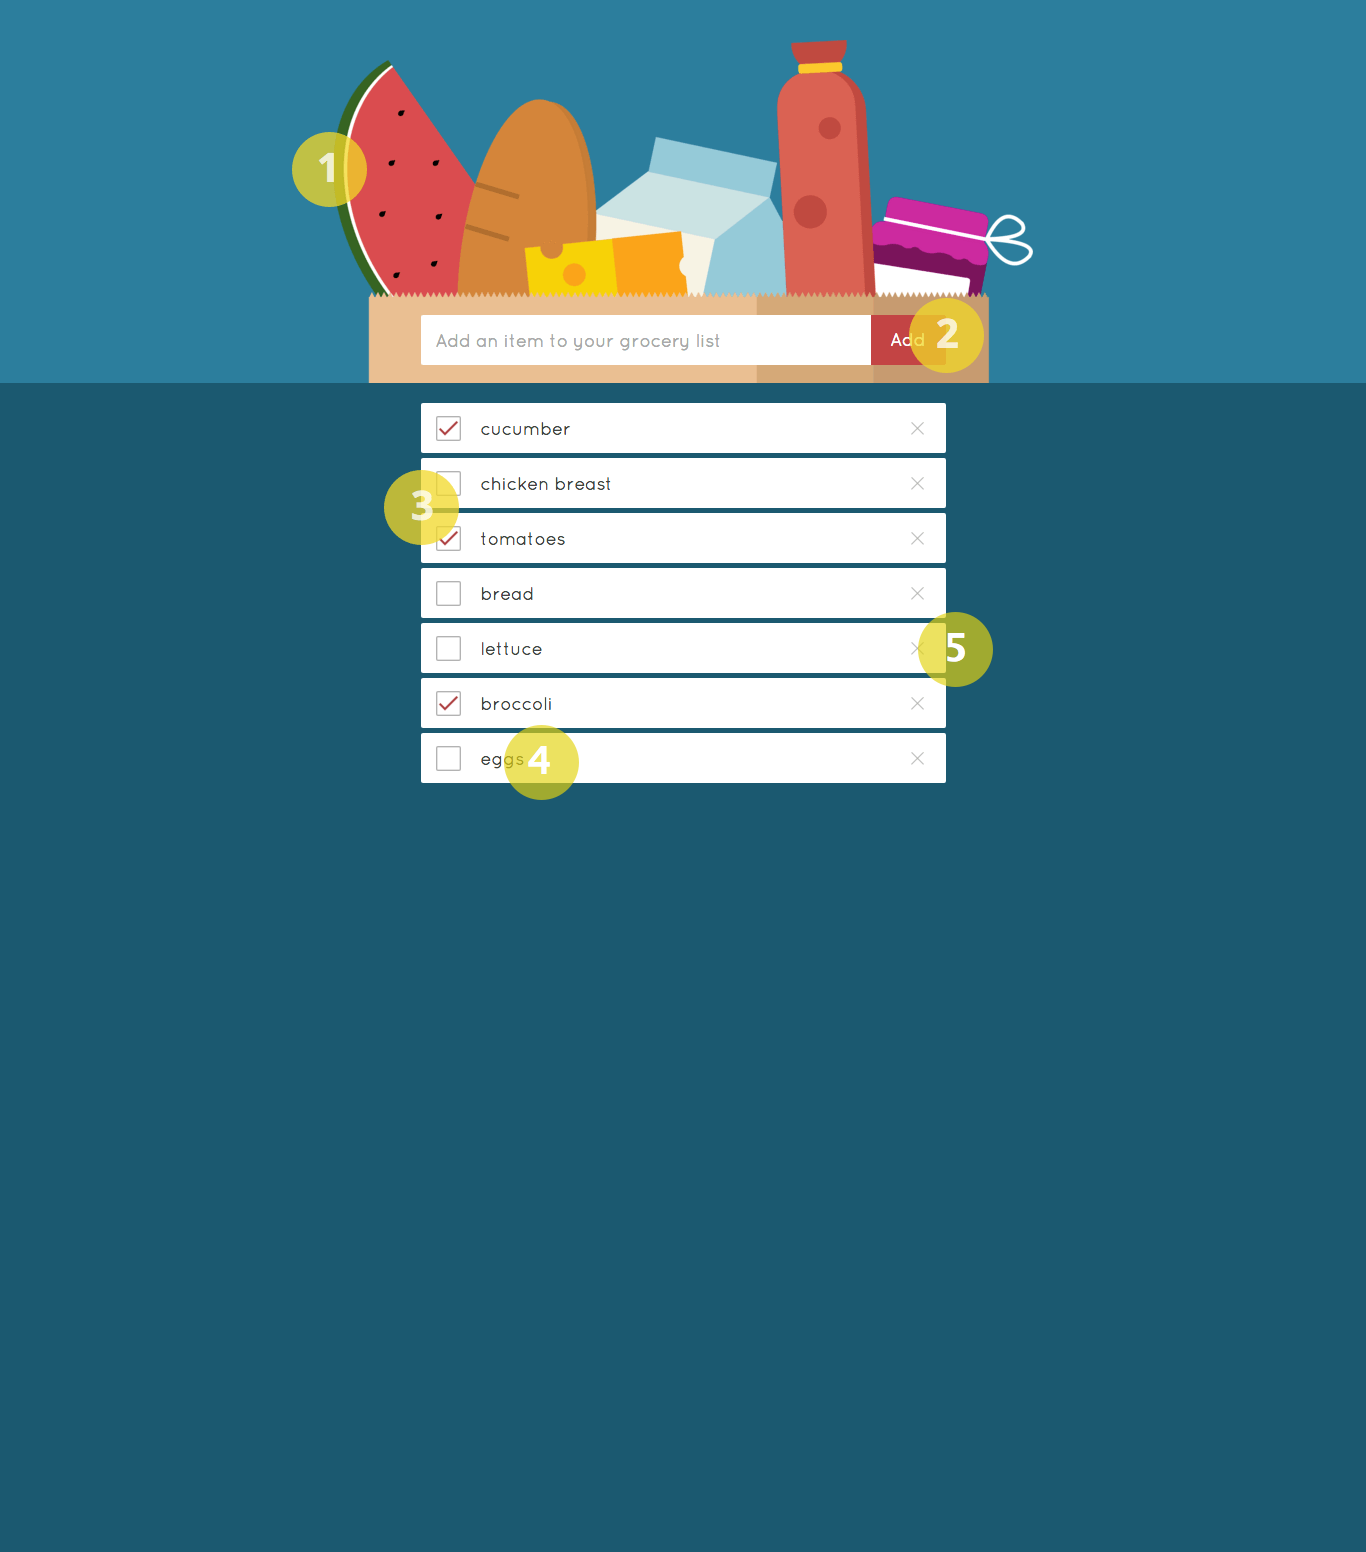 1
Add an item to your grocery list
Add 2
cucumber
chicken breast
3
tomatoes
bread
lettuce
5
broccoli
eggs 4